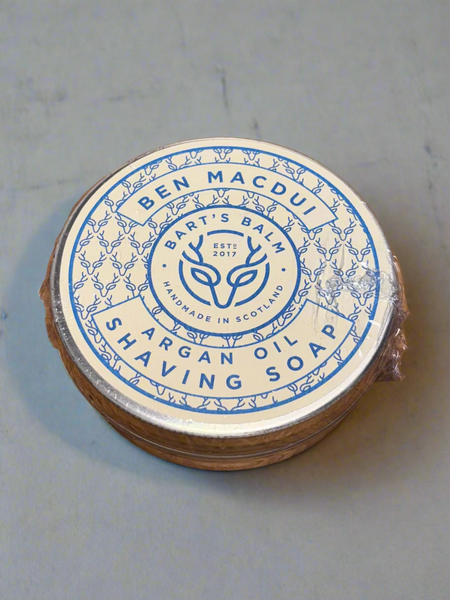 BEN MACDUI
BART'S BALM
ESTD
2017
HANDMADE IN SCOTLAND
ARGAN OIL
SHAVING SOAP